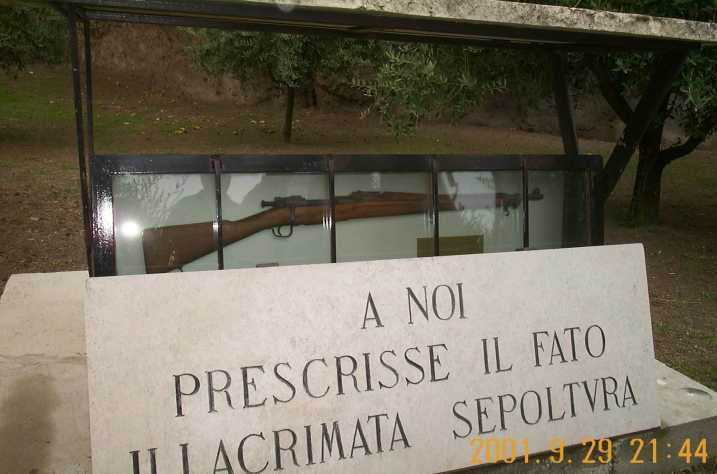 A NOI
PRESCRISSE IL FATO
ILLACRIMATA SEPOLTVRA
2001. 9. 29 21:44